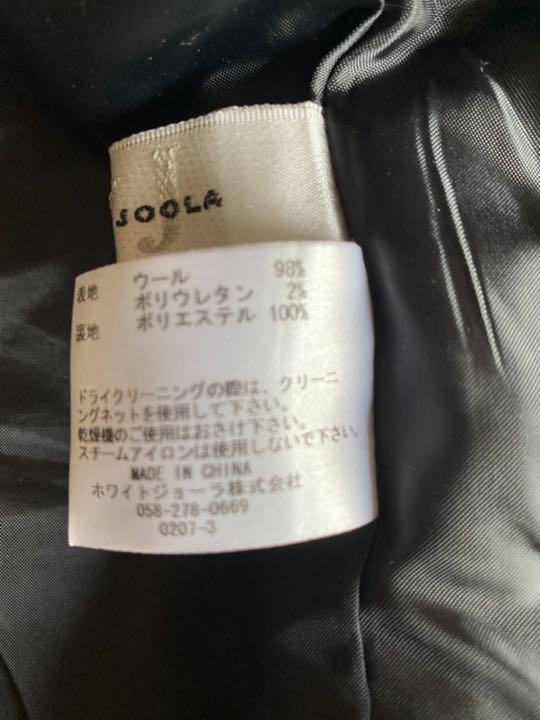 J
SOOLA
表地 ウール 98%
ポリウレタン 2%
裏地 ポリエステル 100%
ドライクリーニングの際は、クリーニ
ングネットを使用して下さい。
乾燥機のご使用はおさけ下さい。
スチームアイロンは使用しないで下さい。
MADE IN CHINA
ホワイトジョーラ株式会社
058-278-0669
0207-3